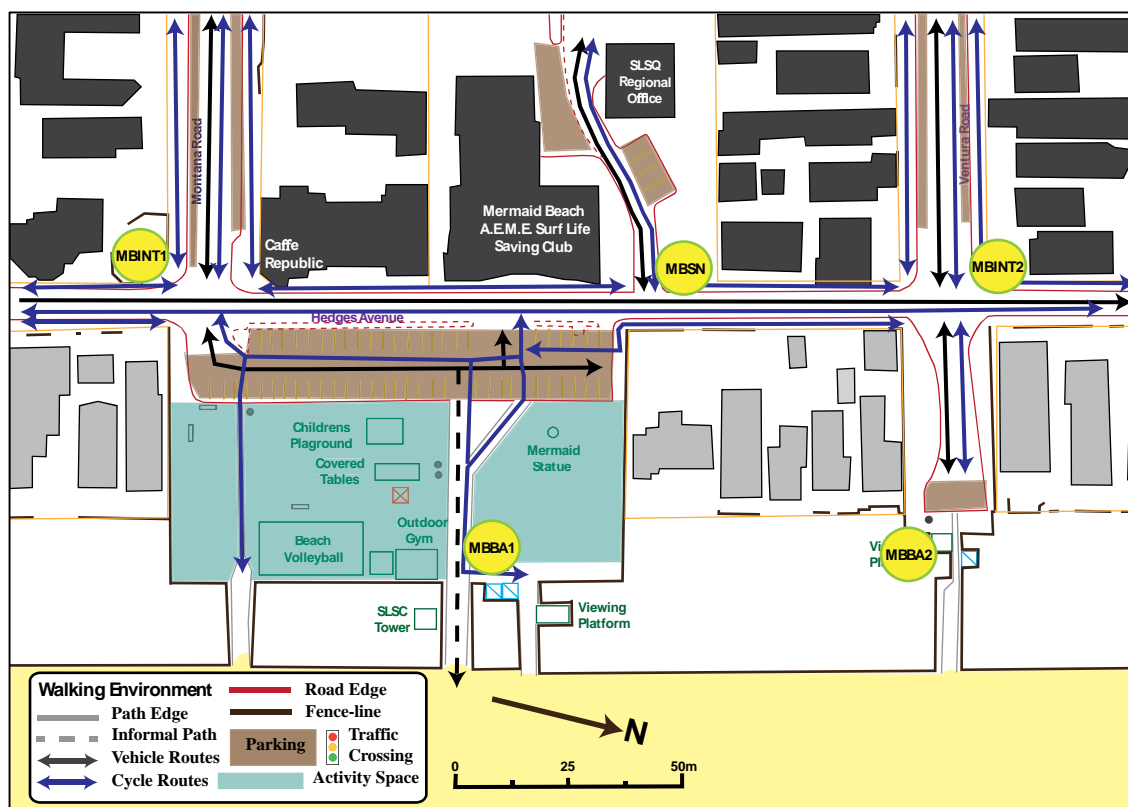 SLSQ
Regional
Office
Montana Road
Ventura Road
Mermaid Beach
A.E.M.E. Surf Life
Saving Club
MBINT1
Caffe
Republic
MBSN
MBINT2
Hedges Avenue
Childrens
Plaground
Covered
Tables
Mermaid
Statue
Outdoor
Gym
Beach
Volleyball
MBBA1
MBBA2
SLSC
Tower
Viewing
Platform
Walking Environment
Path Edge
Informal Path
Vehicle Routes
Cycle Routes
Road Edge
Fence-line
Parking
Traffic
Crossing
Activity Space
N
0
25
50m